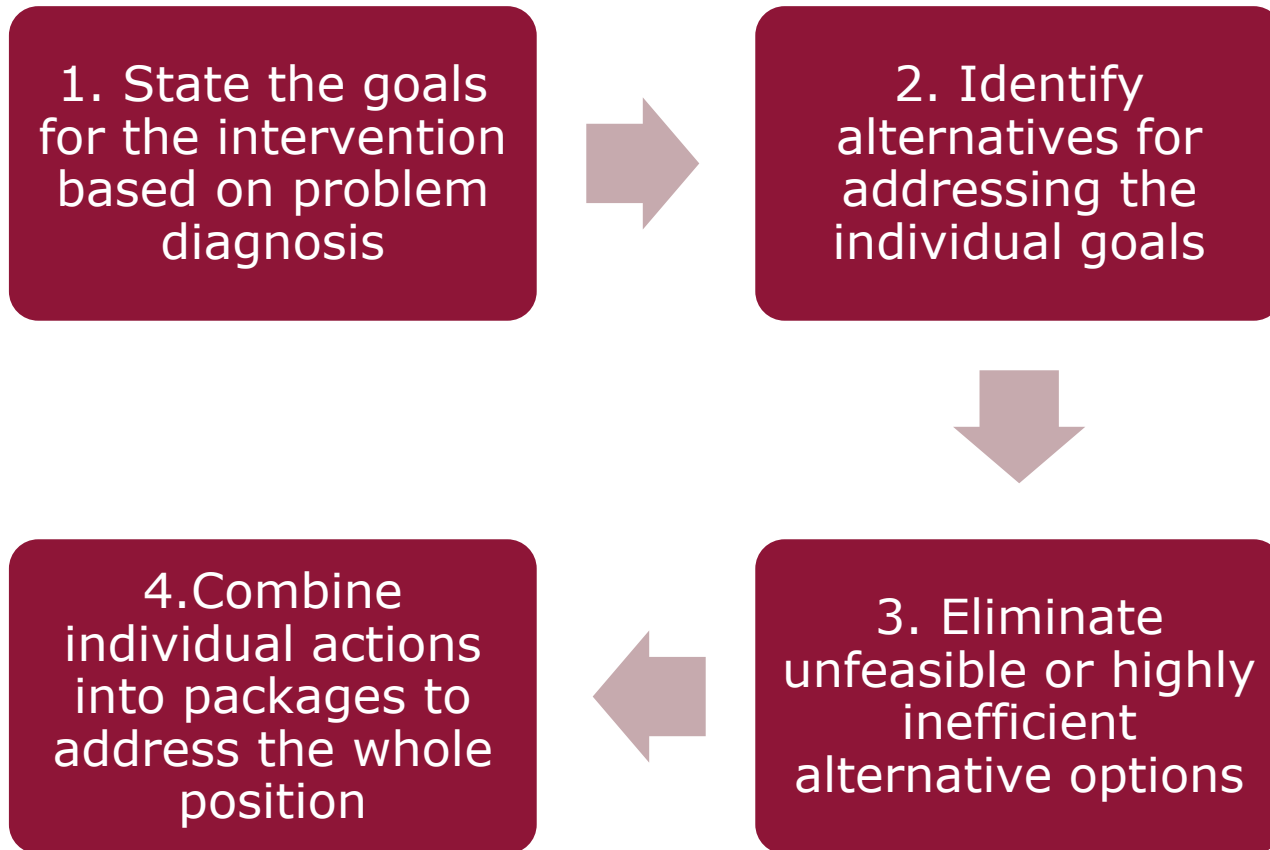 1. State the goals
for the intervention
based on problem
diagnosis
2. Identify
alternatives for
addressing the
individual goals
3. Eliminate
unfeasible or highly
inefficient
alternative options
4.Combine
individual actions
into packages to
address the whole
position